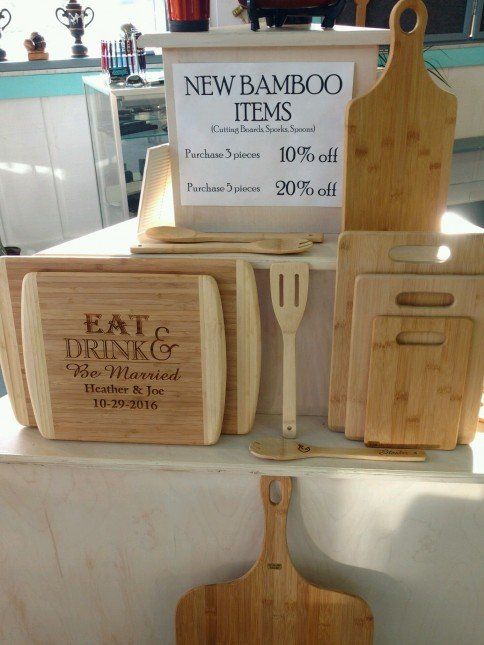 NEW BAMBOO
ITEMS
(Cutting Boards, Sporks, Spoons)
Purchase 3 pieces 10% off
Purchase 5 pieces 20% off
EAT
DRINK &
Be Married
Heather & Joe
10-29-2016